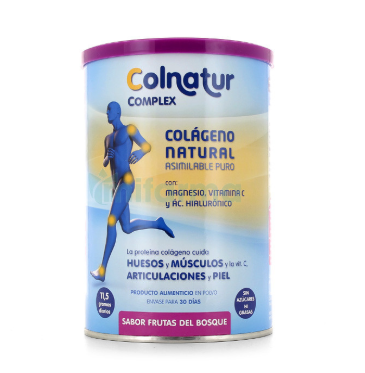 Colnatur
COMPLEX
COLÁGENO
NATURAL
ASIMILABLE PURO
con:
MAGNESIO, VITAMINA C
y ÁC. HIALURÓNICO
La proteína colágeno cuida
HUESOS y MÚSCULOS y la vit. C,
ARTICULACIONES y PIEL
PRODUCTO ALIMENTICIO EN POLVO
ENVASE PARA 30 DÍAS
11,5
gramos
diarios
SIN
AZÚCARES
NI
GRASAS
SABOR FRUTAS DEL BOSQUE